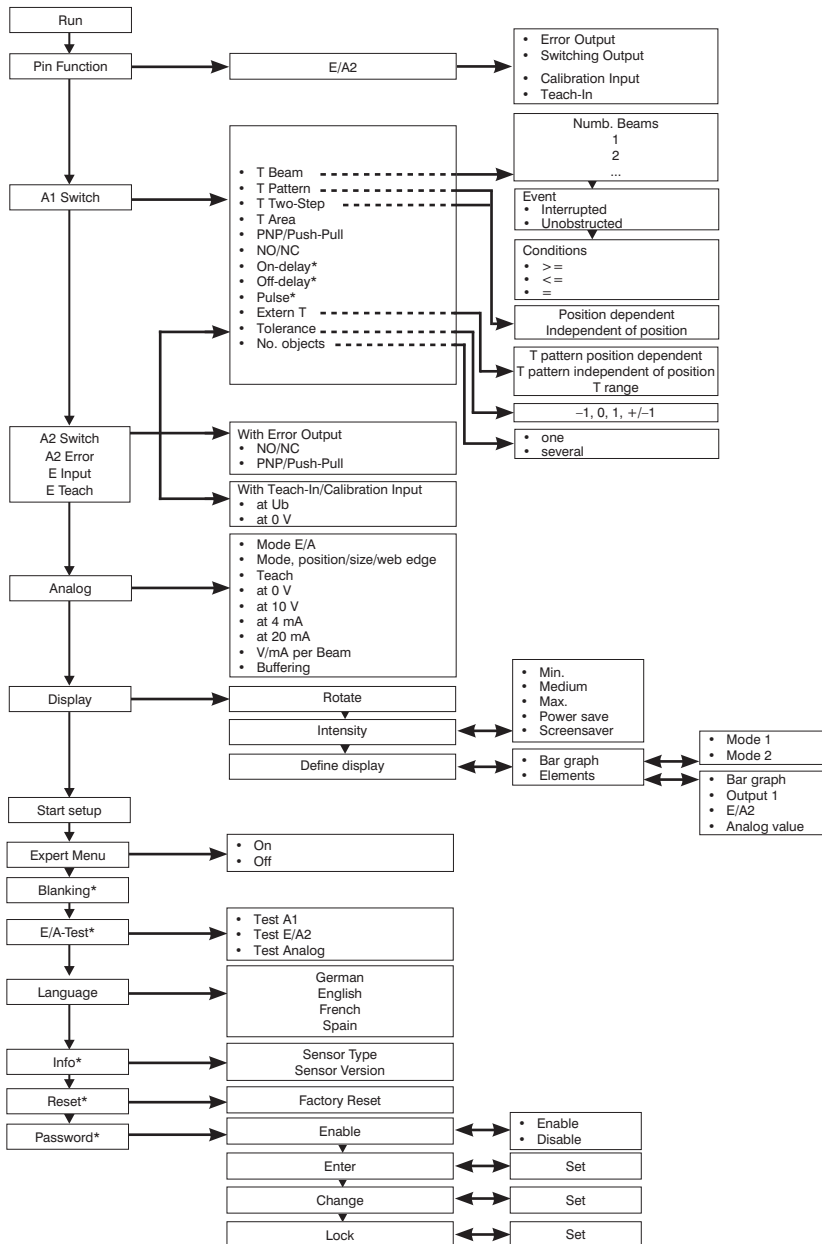 Run
Pin Function
E/A2
• Error Output
• Switching Output
• Calibration Input
• Teach-In
A1 Switch
• T Beam
• T Pattern
• T Two-Step
• T Area
• PNP/Push-Pull
• NO/NC
• On-delay*
• Off-delay*
• Pulse*
• Extern T
• Tolerance
• No. objects
Numb. Beams
1
2
...
Event
• Interrupted
• Unobstructed
Conditions
• >=
• <=
• =
Position dependent
Independent of position
T pattern position dependent
T pattern independent of position
T range
−1, 0, 1, +/−1
• one
• several
A2 Switch
A2 Error
E Input
E Teach
With Error Output
• NO/NC
• PNP/Push-Pull
With Teach-In/Calibration Input
• at Ub
• at 0 V
Analog
• Mode E/A
• Mode, position/size/web edge
• Teach
• at 0 V
• at 10 V
• at 4 mA
• at 20 mA
• V/mA per Beam
• Buffering
Display
Rotate
Intensity
• Min.
• Medium
• Max.
• Power save
• Screensaver
Define display
• Bar graph
• Elements
• Mode 1
• Mode 2
• Bar graph
• Output 1
• E/A2
• Analog value
Start setup
Expert Menu
• On
• Off
Blanking*
E/A-Test*
• Test A1
• Test E/A2
• Test Analog
Language
German
English
French
Spain
Info*
Sensor Type
Sensor Version
Reset*
Factory Reset
Password*
Enable
• Enable
• Disable
Enter
Set
Change
Set
Lock
Set